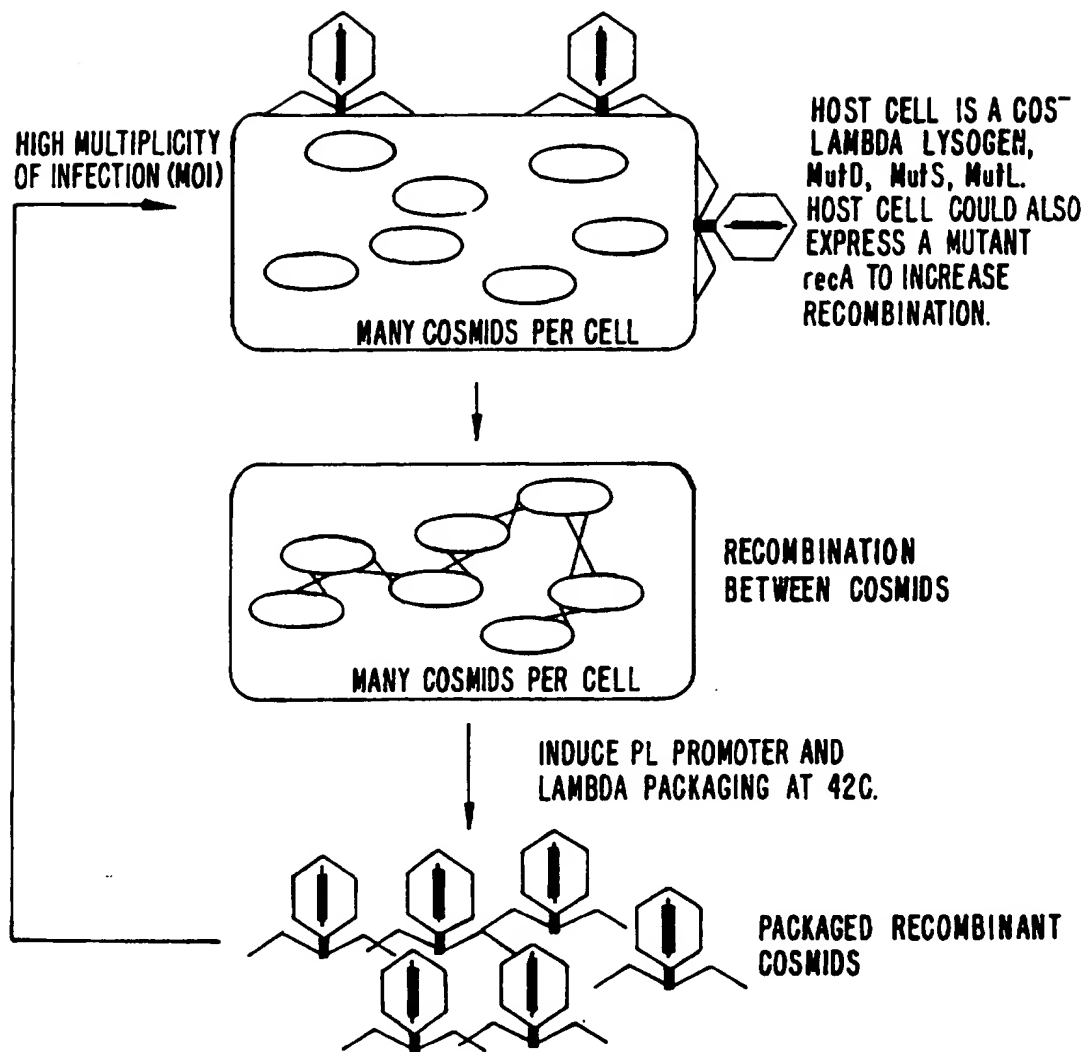 HIGH MULTIPLICITY
OF INFECTION (MOI)
HOST CELL IS A COS⁻
LAMBDA LYSOGEN,
MutD, MutS, MutL.
HOST CELL COULD ALSO
EXPRESS A MUTANT
recA TO INCREASE
RECOMBINATION.
MANY COSMIDS PER CELL
RECOMBINATION
BETWEEN COSMIDS
MANY COSMIDS PER CELL
INDUCE PL PROMOTER AND
LAMBDA PACKAGING AT 42C.
PACKAGED RECOMBINANT
COSMIDS